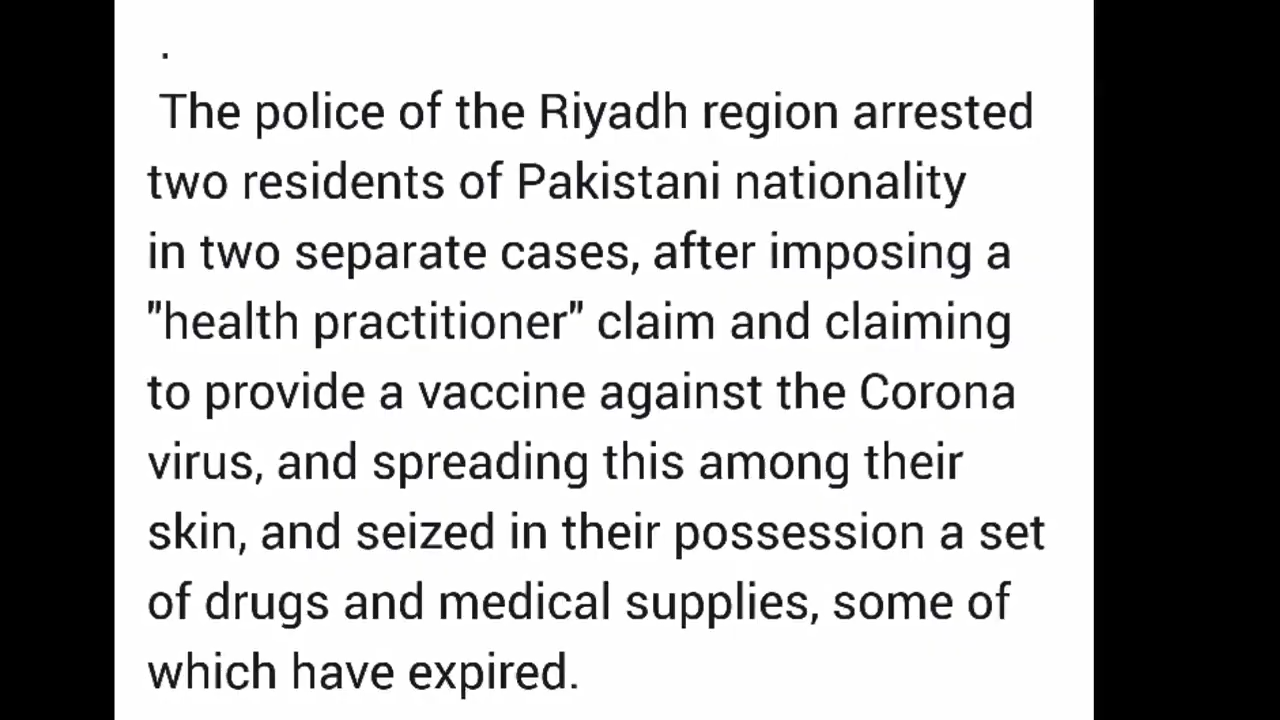 .
The police of the Riyadh region arrested
two residents of Pakistani nationality
in two separate cases, after imposing a
"health practitioner" claim and claiming
to provide a vaccine against the Corona
virus, and spreading this among their
skin, and seized in their possession a set
of drugs and medical supplies, some of
which have expired.